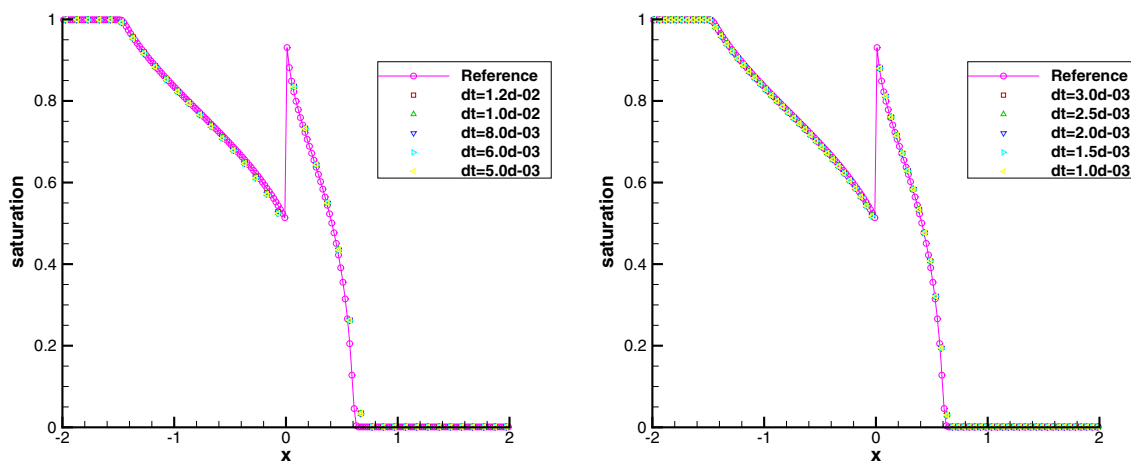 1
0.8
0.6
0.4
0.2
0
saturation
-2
-1
0
1
2
x
Reference
dt=1.2d-02
dt=1.0d-02
dt=8.0d-03
dt=6.0d-03
dt=5.0d-03
1
0.8
0.6
0.4
0.2
0
saturation
-2
-1
0
1
2
x
Reference
dt=3.0d-03
dt=2.5d-03
dt=2.0d-03
dt=1.5d-03
dt=1.0d-03